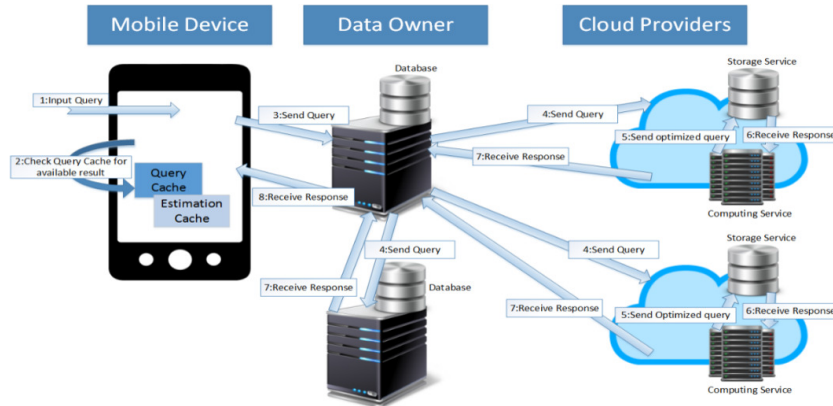 Mobile Device
Data Owner
Cloud Providers
1:Input Query
2:Check Query Cache for
available result
Query
Cache
Estimation
Cache
3:Send Query
8:Receive Response
Database
4:Send Query
7:Receive Response
Database
4:Send Query
7:Receive Response
Storage Service
5:Send optimized query
6:Receive Response
Computing Service
4:Send Query
7:Receive Response
Storage Service
5:Send Optimized query
6:Receive Response
Computing Service